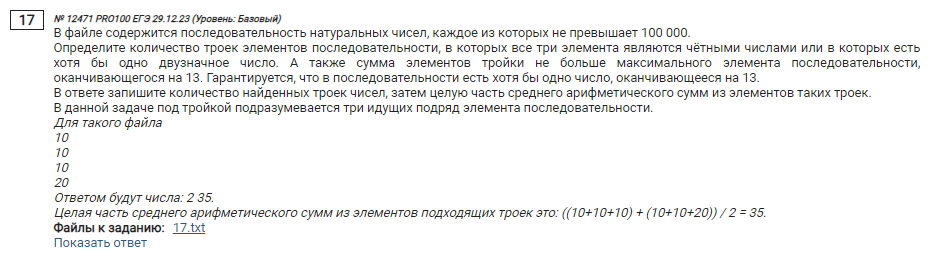 17
№ 12471 PRO100 ЕГЭ 29.12.23 (Уровень: Базовый)
В файле содержится последовательность натуральных чисел, каждое из которых не превышает 100 000.
Определите количество троек элементов последовательности, в которых все три элемента являются чётными числами или в которых есть
хотя бы одно двузначное число. А также сумма элементов тройки не больше максимального элемента последовательности,
оканчивающегося на 13. Гарантируется, что в последовательности есть хотя бы одно число, оканчивающееся на 13.
В ответе запишите количество найденных троек чисел, затем целую часть среднего арифметического сумм из элементов таких троек.
В данной задаче под тройкой подразумевается три идущих подряд элемента последовательности.
Для такого файла
10
10
10
20
Ответом будут числа: 2 35.
Целая часть среднего арифметического сумм из элементов подходящих троек это: ((10+10+10) + (10+10+20)) / 2 = 35.
Файлы к заданию: 17.txt
Показать ответ